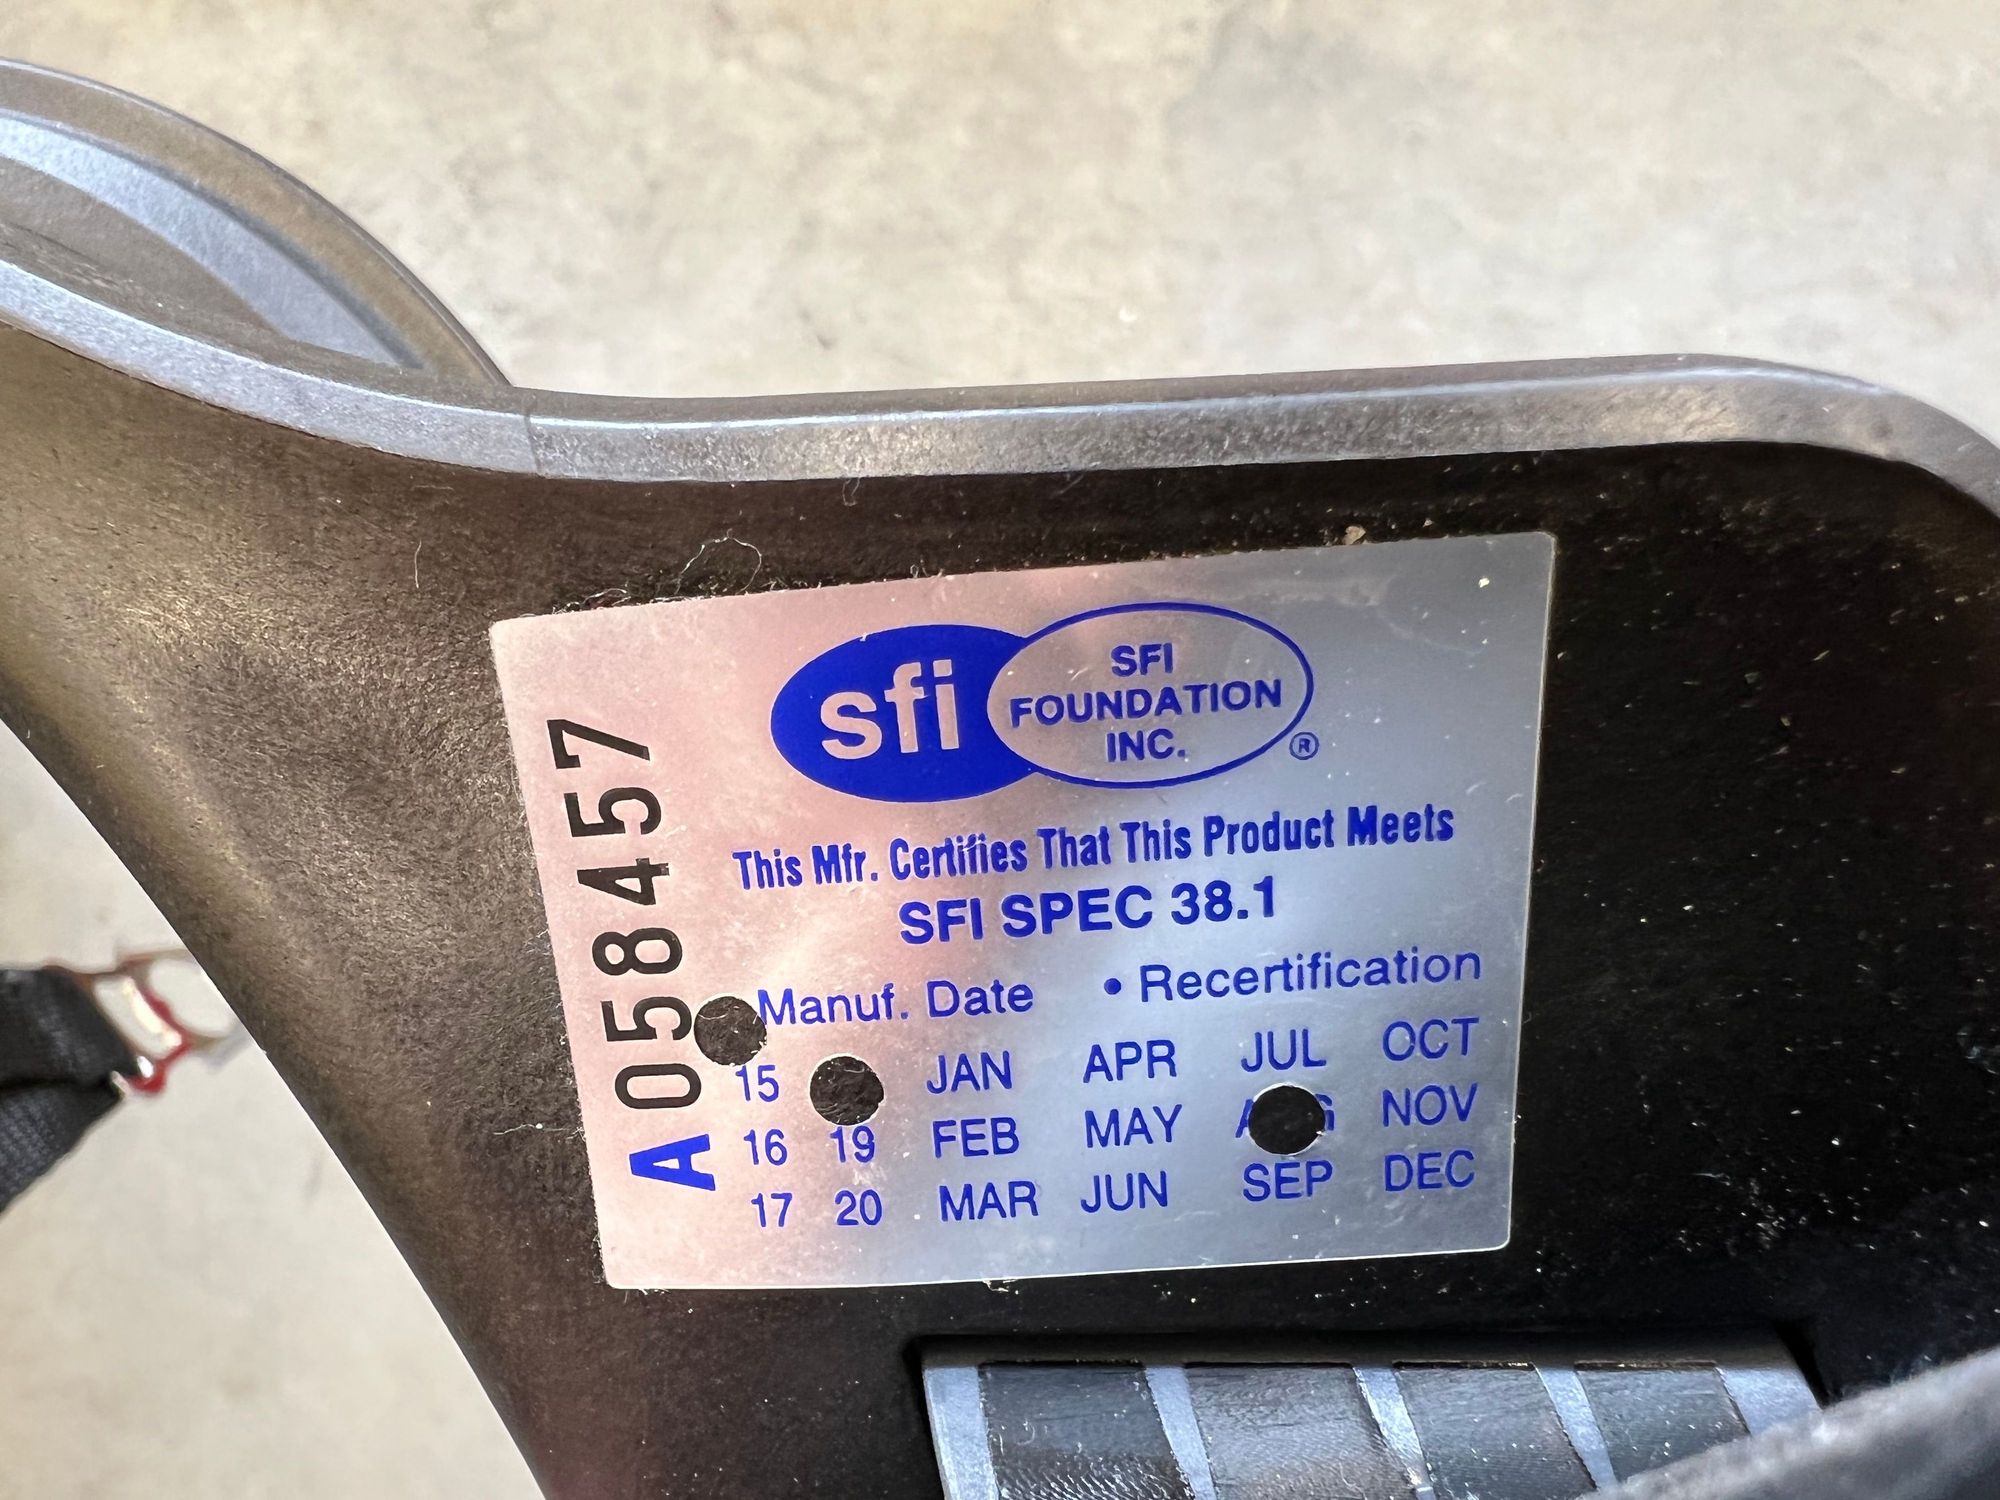 sfi
SFI
FOUNDATION
INC.
®
This Mfr. Certifies That This Product Meets
SFI SPEC 38.1
Manuf. Date • Recertification
15 JAN APR JUL OCT
16 19 FEB MAY NOV
17 20 MAR JUN SEP DEC
A058457